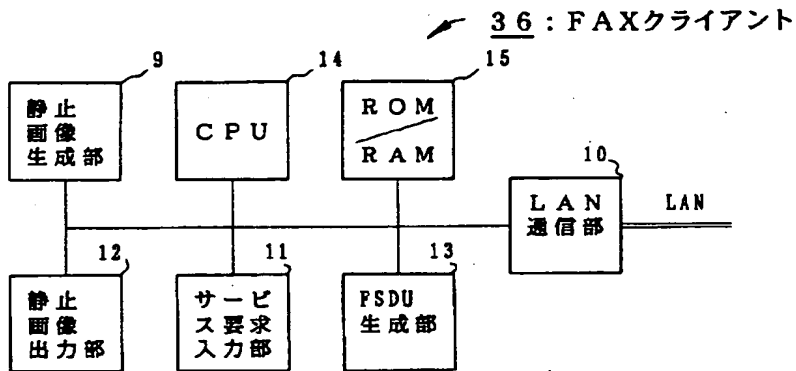 36：FAXクライアント
9
14
15
静止
画像
生成部
CPU
ROM
RAM
10
LAN
通信部
LAN
12
11
13
静止
画像
出力部
サービ
ス要求
入力部
FSDU
生成部